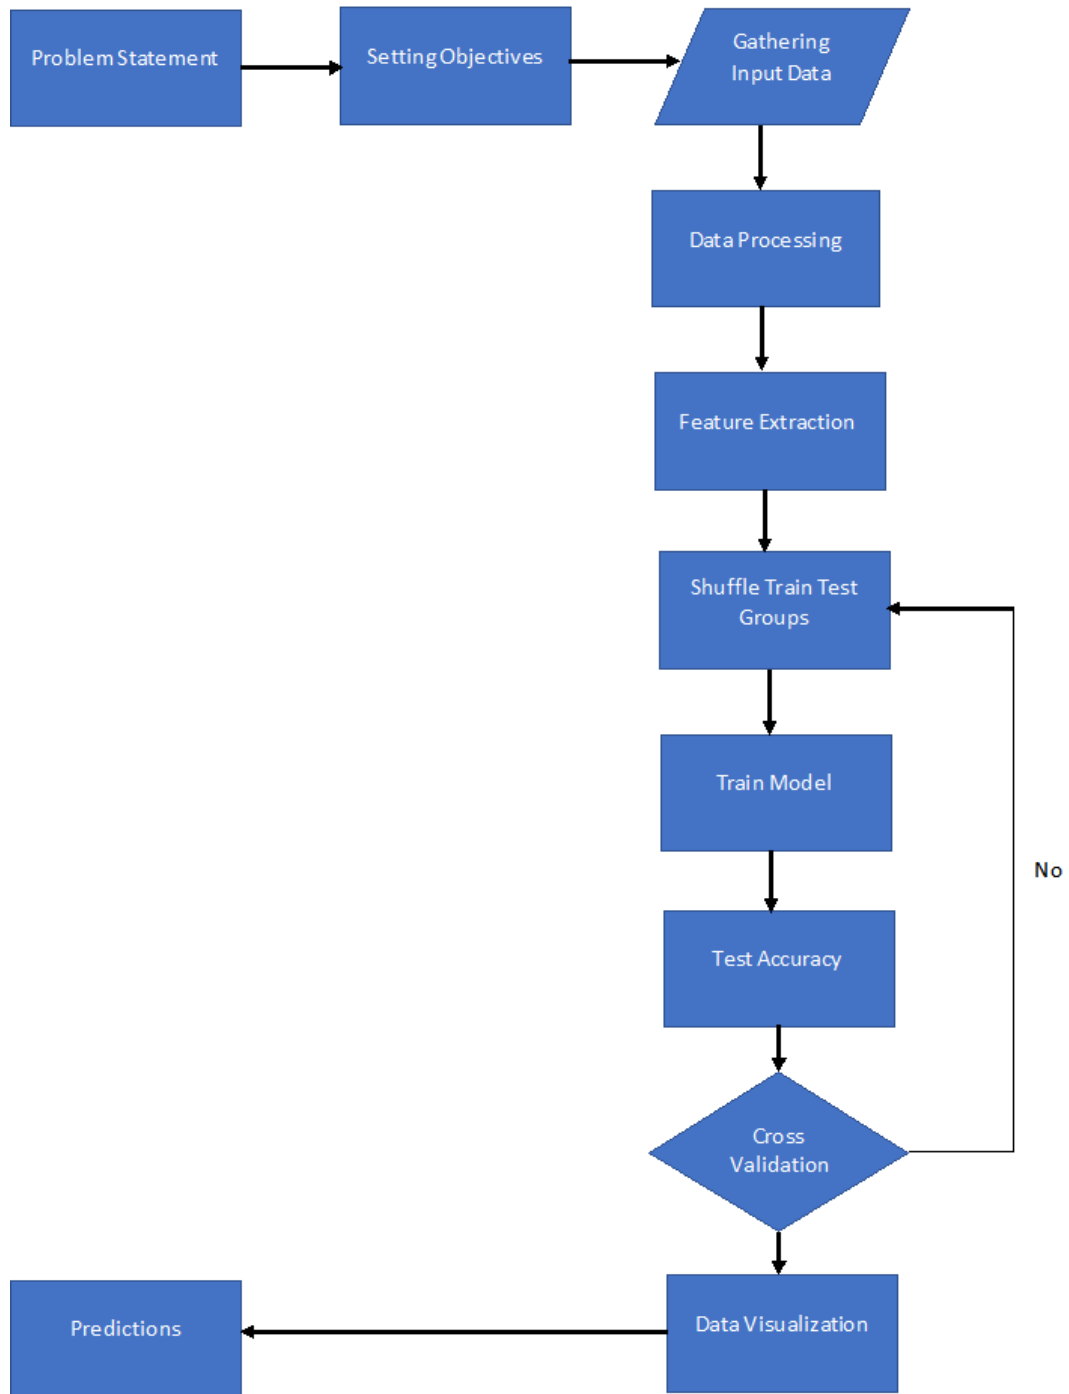 Problem Statement
Setting Objectives
Gathering
Input Data
Data Processing
Feature Extraction
Shuffle Train Test
Groups
Train Model
No
Test Accuracy
Cross
Validation
Data Visualization
Predictions